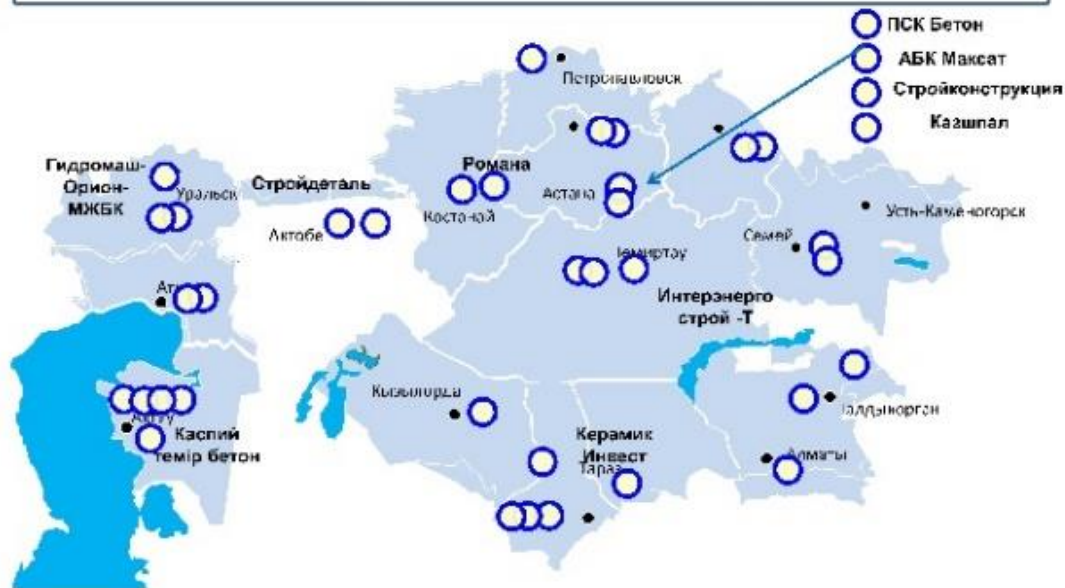 ПСК Бетон
АБК Максат
Стройконструкция
Казшпал
Петропавловск
Гидромаш-
Орион-
МЖБК
Уральск
Стройдеталь
Романа
Костанай
Астана
Актобе
Усть-Каменогорск
Семей
Темиртау
Интерэнерго
строй -Т
Кызылорда
Талдыкорган
Каспий
темір бетон
Керамик
Инвест
Тараз
Алматы